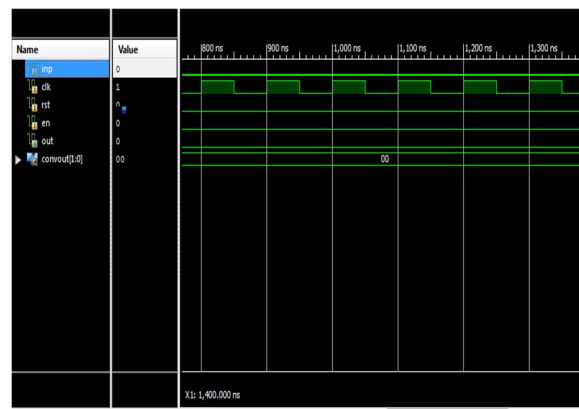 Name Value 800 ns 900 ns 1,000 ns 1,100 ns 1,200 ns 1,300 ns
inp 0
clk 1
rst
en 0
out 0
convout[1:0] 00 00
X1: 1,400.000 ns